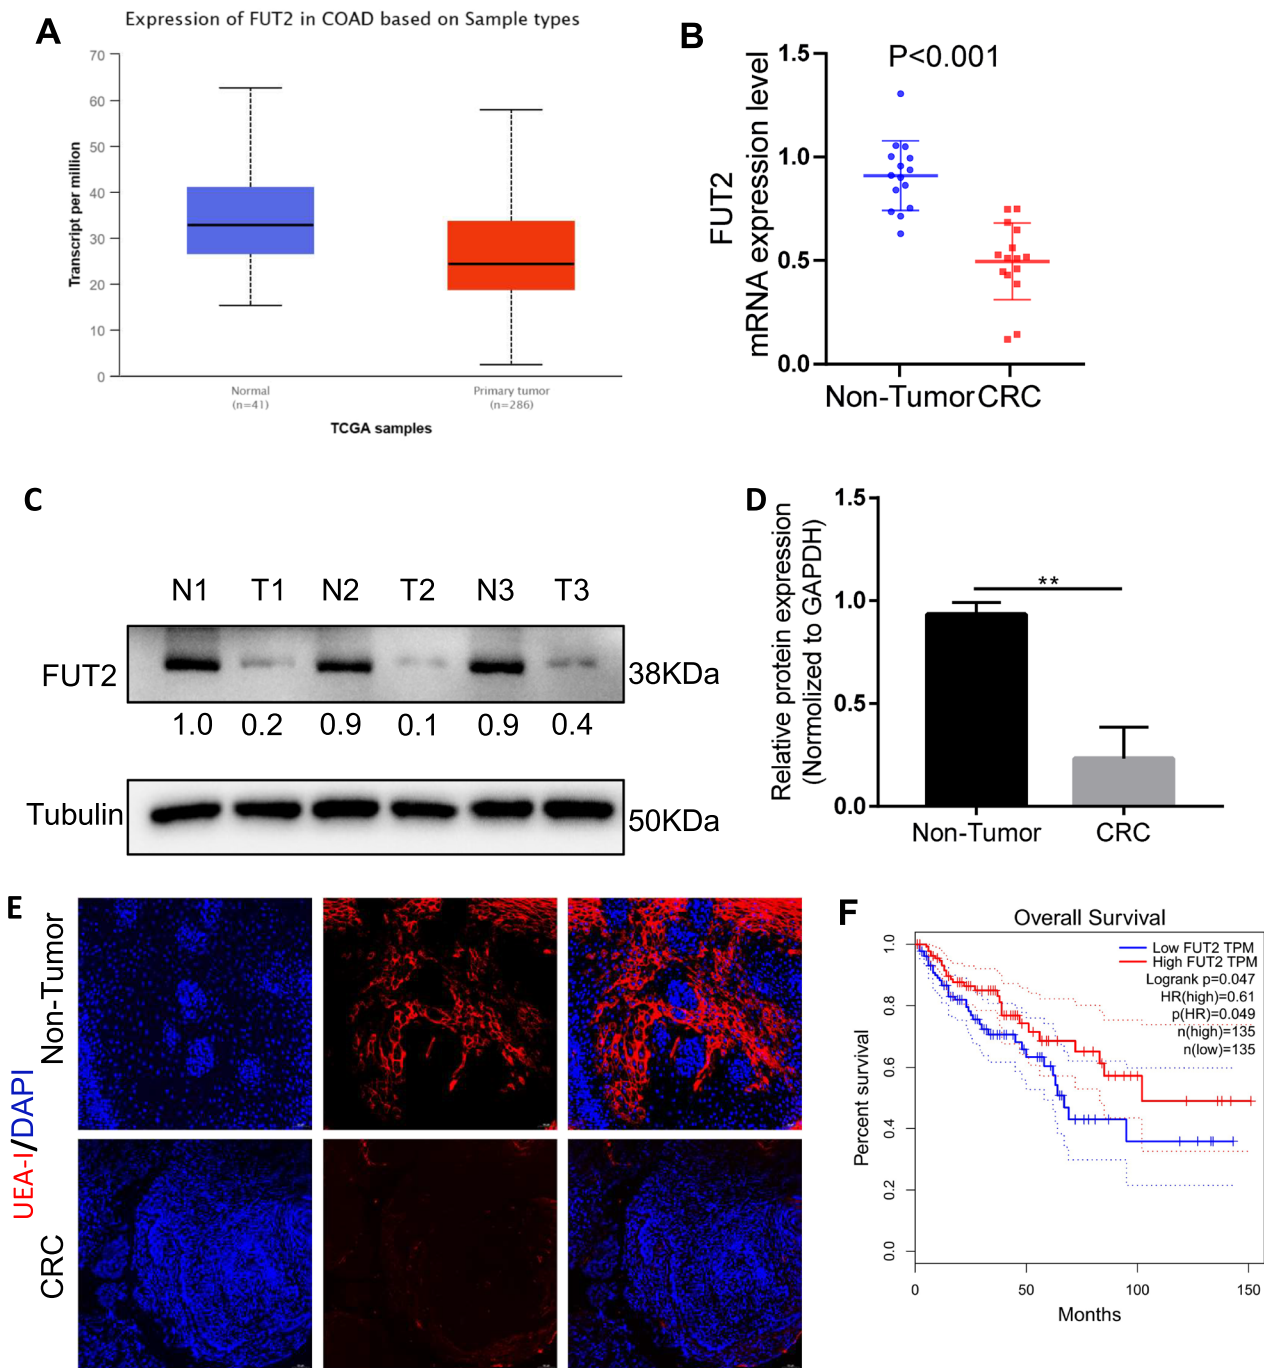 A
Expression of FUT2 in COAD based on Sample types
Transcript per million
70
60
50
40
30
20
10
0
Normal
(n=41)
Primary tumor
(n=286)
TCGA samples
B
FUT2
mRNA expression level
P<0.001
1.5
1.0
0.5
0.0
Non-Tumor
CRC
C
N1 T1 N2 T2 N3 T3
FUT2
38KDa
1.0 0.2 0.9 0.1 0.9 0.4
Tubulin
50KDa
D
Relative protein expression
(Normolized to GAPDH)
1.5
1.0
0.5
0.0
**
Non-Tumor
CRC
E
UEA-I/DAPI
Non-Tumor
CRC
F
Overall Survival
Percent survival
1.0
0.8
0.6
0.4
0.2
0.0
Low FUT2 TPM
High FUT2 TPM
Logrank p=0.047
HR(high)=0.61
p(HR)=0.049
n(high)=135
n(low)=135
0 50 100 150
Months